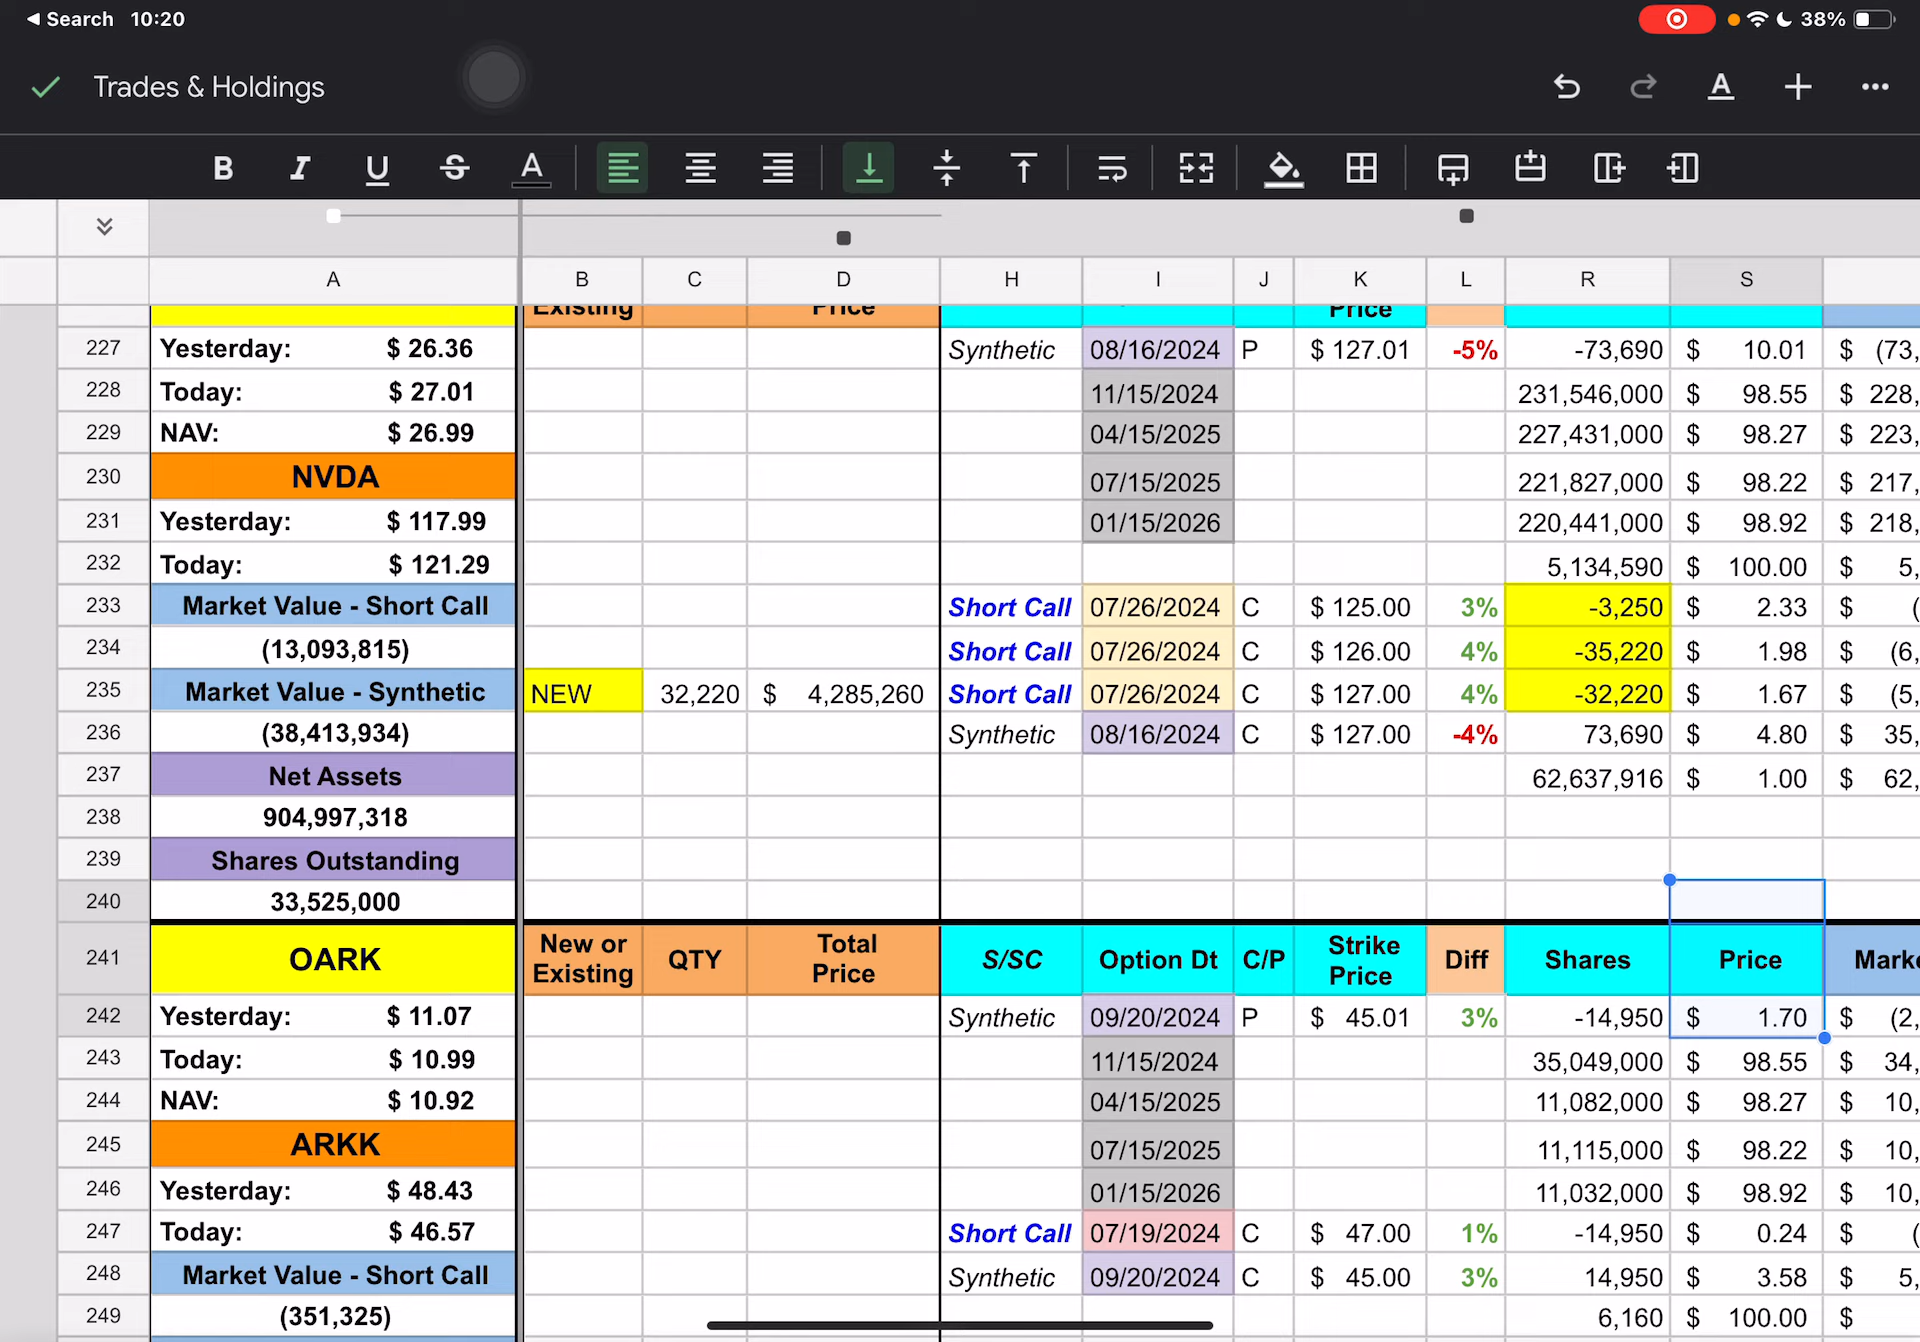 ◀ Search 10:20
38%
Trades & Holdings
B I U S A
A B C D H I J K L R S
Existing Price Price
227 Yesterday: $ 26.36 Synthetic 08/16/2024 P $ 127.01 -5% -73,690 $ 10.01 $ (73,
228 Today: $ 27.01 11/15/2024 231,546,000 $ 98.55 $ 228,
229 NAV: $ 26.99 04/15/2025 227,431,000 $ 98.27 $ 223,
230 NVDA 07/15/2025 221,827,000 $ 98.22 $ 217,
231 Yesterday: $ 117.99 01/15/2026 220,441,000 $ 98.92 $ 218,
232 Today: $ 121.29 5,134,590 $ 100.00 $ 5,
233 Market Value - Short Call Short Call 07/26/2024 C $ 125.00 3% -3,250 $ 2.33 $ (
234 (13,093,815) Short Call 07/26/2024 C $ 126.00 4% -35,220 $ 1.98 $ (6,
235 Market Value - Synthetic NEW 32,220 $ 4,285,260 Short Call 07/26/2024 C $ 127.00 4% -32,220 $ 1.67 $ (5,
236 (38,413,934) Synthetic 08/16/2024 C $ 127.00 -4% 73,690 $ 4.80 $ 35,
237 Net Assets 62,637,916 $ 1.00 $ 62,
238 904,997,318
239 Shares Outstanding
240 33,525,000
241 OARK New or Existing QTY Total Price S/SC Option Dt C/P Strike Price Diff Shares Price Marke
242 Yesterday: $ 11.07 Synthetic 09/20/2024 P $ 45.01 3% -14,950 $ 1.70 $ (2,
243 Today: $ 10.99 11/15/2024 35,049,000 $ 98.55 $ 34,
244 NAV: $ 10.92 04/15/2025 11,082,000 $ 98.27 $ 10,
245 ARKK 07/15/2025 11,115,000 $ 98.22 $ 10,
246 Yesterday: $ 48.43 01/15/2026 11,032,000 $ 98.92 $ 10,
247 Today: $ 46.57 Short Call 07/19/2024 C $ 47.00 1% -14,950 $ 0.24 $ (
248 Market Value - Short Call Synthetic 09/20/2024 C $ 45.00 3% 14,950 $ 3.58 $ 5,
249 (351,325) 6,160 $ 100.00 $